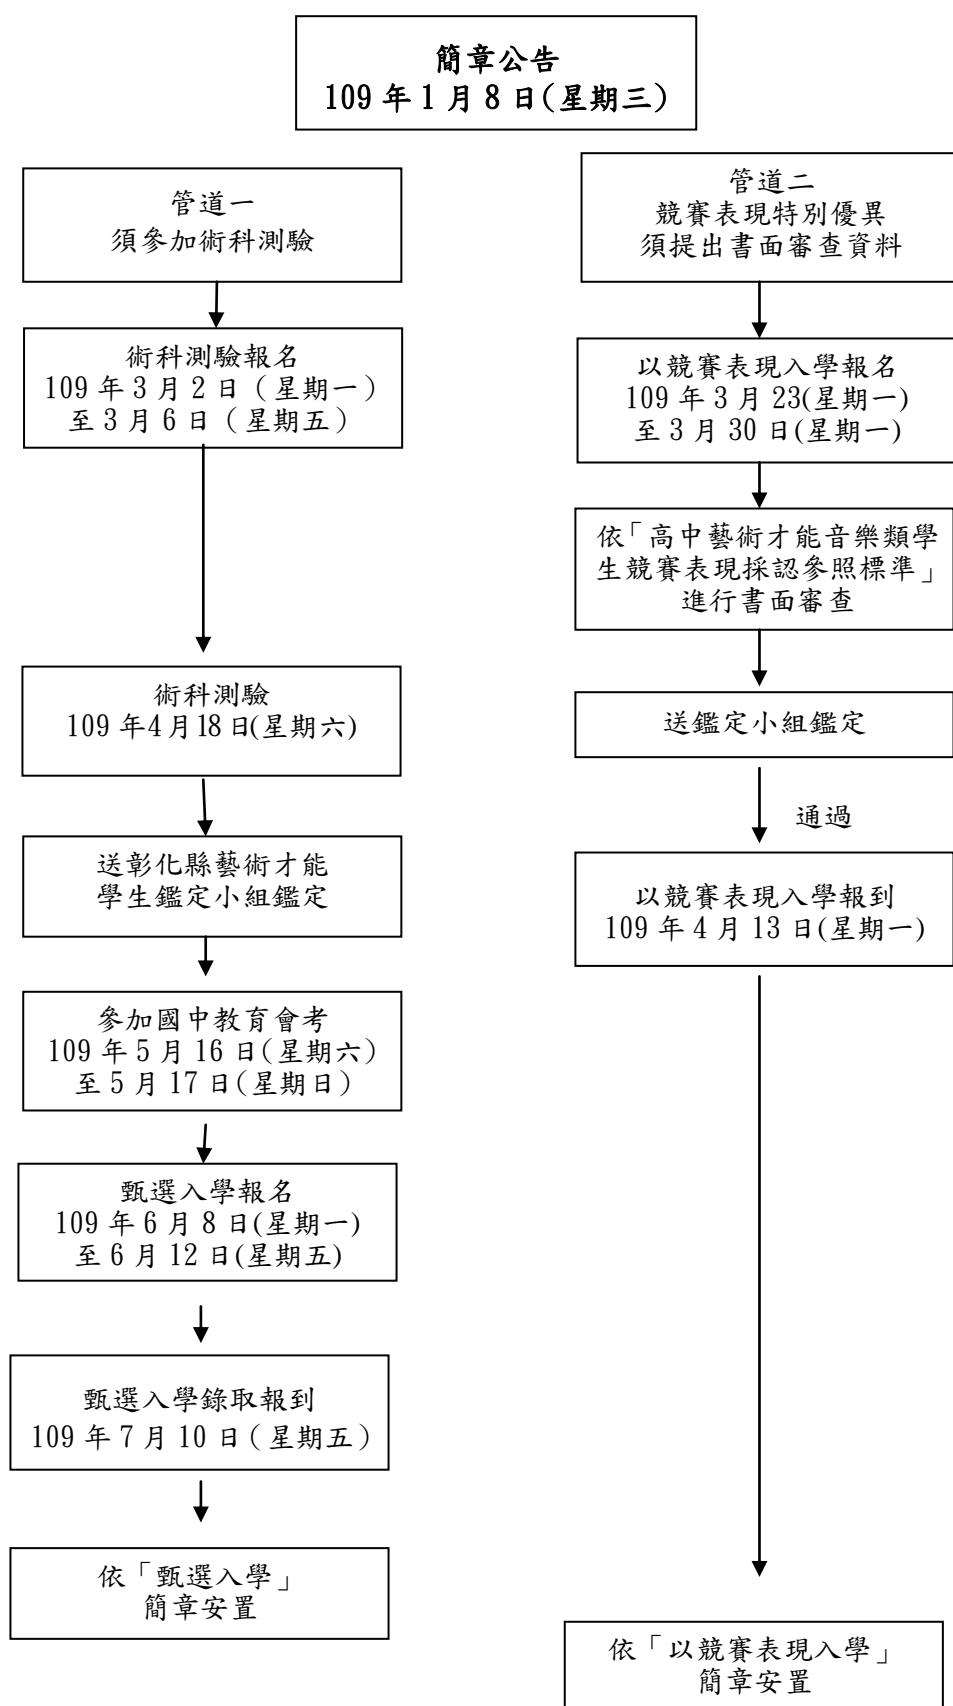 簡章公告
109 年 1 月 8 日(星期三)
管道一
須參加術科測驗
術科測驗報名
109 年 3 月 2 日（星期一）
至 3 月 6 日（星期五）
術科測驗
109 年4月18日(星期六)
送彰化縣藝術才能
學生鑑定小組鑑定
參加國中教育會考
109 年 5 月 16 日(星期六)
至 5 月 17 日(星期日)
甄選入學報名
109 年 6 月 8 日(星期一)
至 6 月 12 日(星期五)
甄選入學錄取報到
109 年 7 月 10 日（星期五）
依「甄選入學」
簡章安置
管道二
競賽表現特別優異
須提出書面審查資料
以競賽表現入學報名
109 年 3 月 23(星期一)
至 3 月 30 日(星期一)
依「高中藝術才能音樂類學
生競賽表現採認參照標準」
進行書面審查
送鑑定小組鑑定
通過
以競賽表現入學報到
109 年 4 月 13 日(星期一)
依「以競賽表現入學」
簡章安置